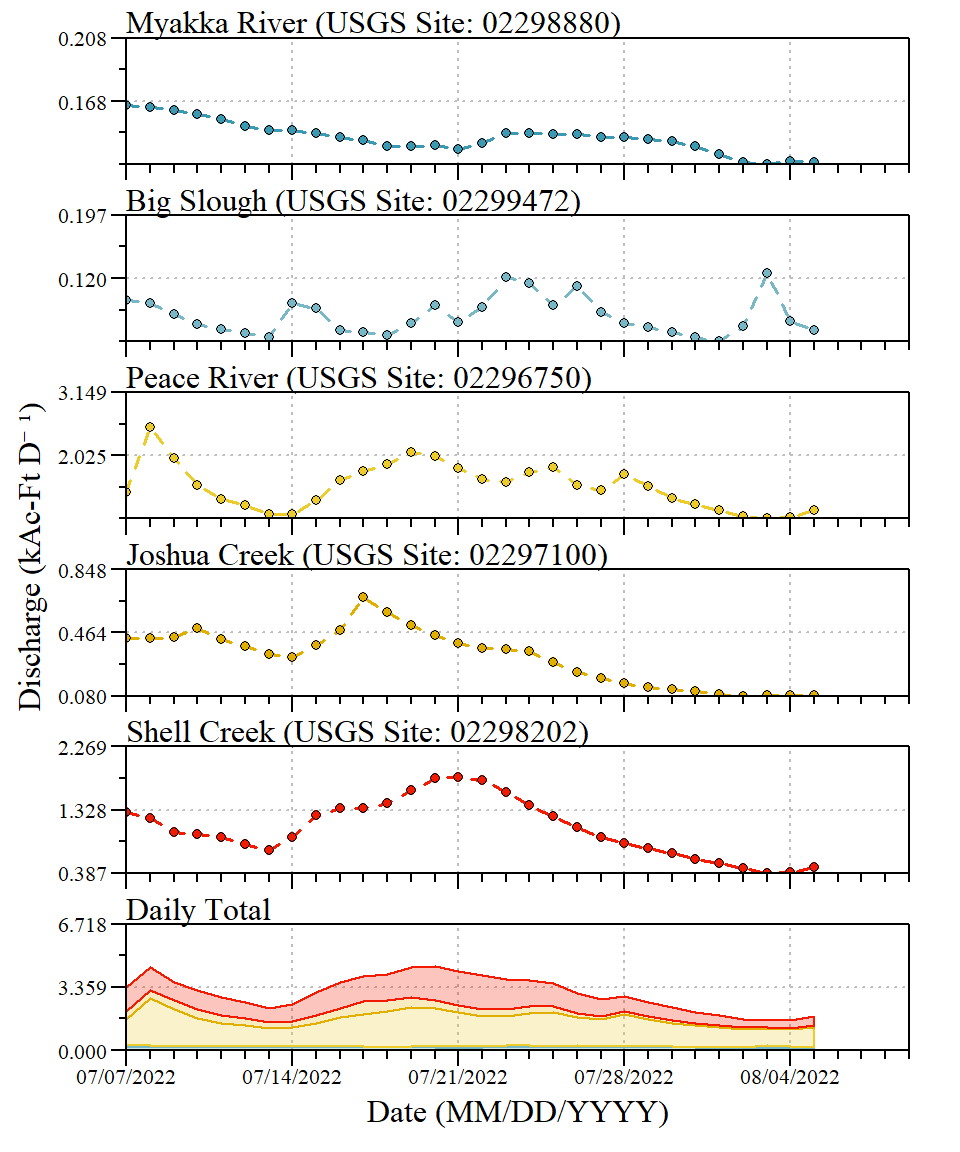 Myakka River (USGS Site: 02298880)
0.208
0.168
Big Slough (USGS Site: 02299472)
0.197
0.120
Peace River (USGS Site: 02296750)
3.149
2.025
Joshua Creek (USGS Site: 02297100)
0.848
0.464
0.080
Shell Creek (USGS Site: 02298202)
2.269
1.328
0.387
Daily Total
6.718
3.359
0.000
Discharge (kAc-Ft D⁻¹)
07/07/2022 07/14/2022 07/21/2022 07/28/2022 08/04/2022
Date (MM/DD/YYYY)